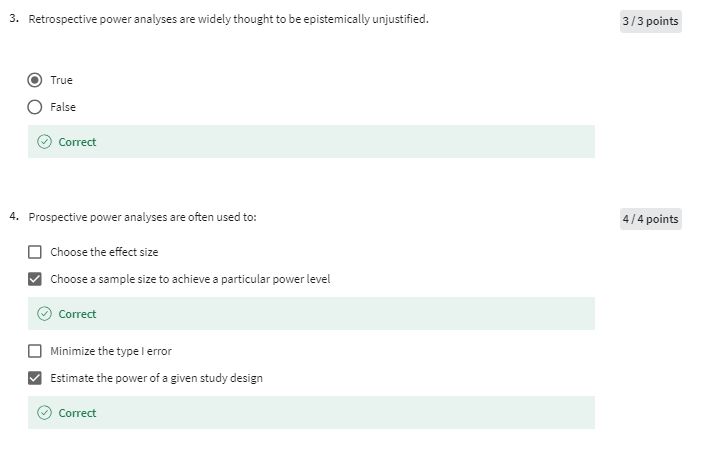 3. Retrospective power analyses are widely thought to be epistemically unjustified.
3 / 3 points
True
False
Correct
4. Prospective power analyses are often used to:
4 / 4 points
Choose the effect size
Choose a sample size to achieve a particular power level
Correct
Minimize the type I error
Estimate the power of a given study design
Correct